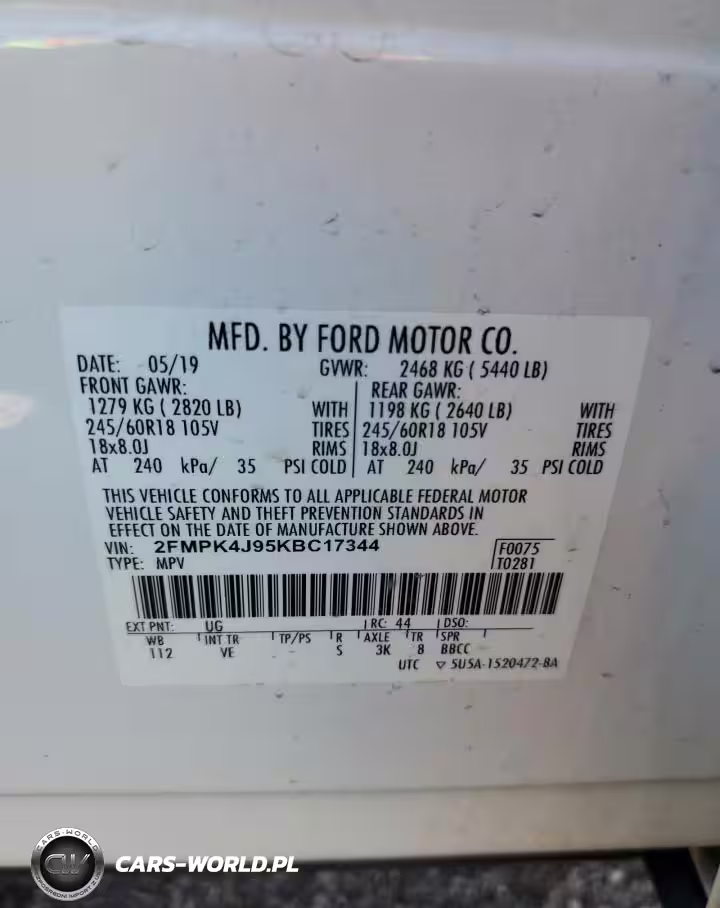 MFD. BY FORD MOTOR CO.
DATE: 05/19 GVWR: 2468 KG ( 5440 LB)
FRONT GAWR: REAR GAWR:
1279 KG ( 2820 LB) WITH 1198 KG ( 2640 LB) WITH
245/60R18 105V TIRES 245/60R18 105V TIRES
18x8.0J RIMS 18x8.0J RIMS
AT 240 kPa/ 35 PSI COLD AT 240 kPa/ 35 PSI COLD
THIS VEHICLE CONFORMS TO ALL APPLICABLE FEDERAL MOTOR
VEHICLE SAFETY AND THEFT PREVENTION STANDARDS IN
EFFECT ON THE DATE OF MANUFACTURE SHOWN ABOVE.
VIN: 2FMPK4J95KBC17344 F0075
TYPE: MPV T0281
EXT PNT: UG RC: 44 DSO:
WB INT TR TP/PS R AXLE TR SPR
112 VE - - S 3K 8 BBCC
UTC ▽ 5U5A-1520472-BA
CARS-WORLD
CW
CARS-WORLD.PL